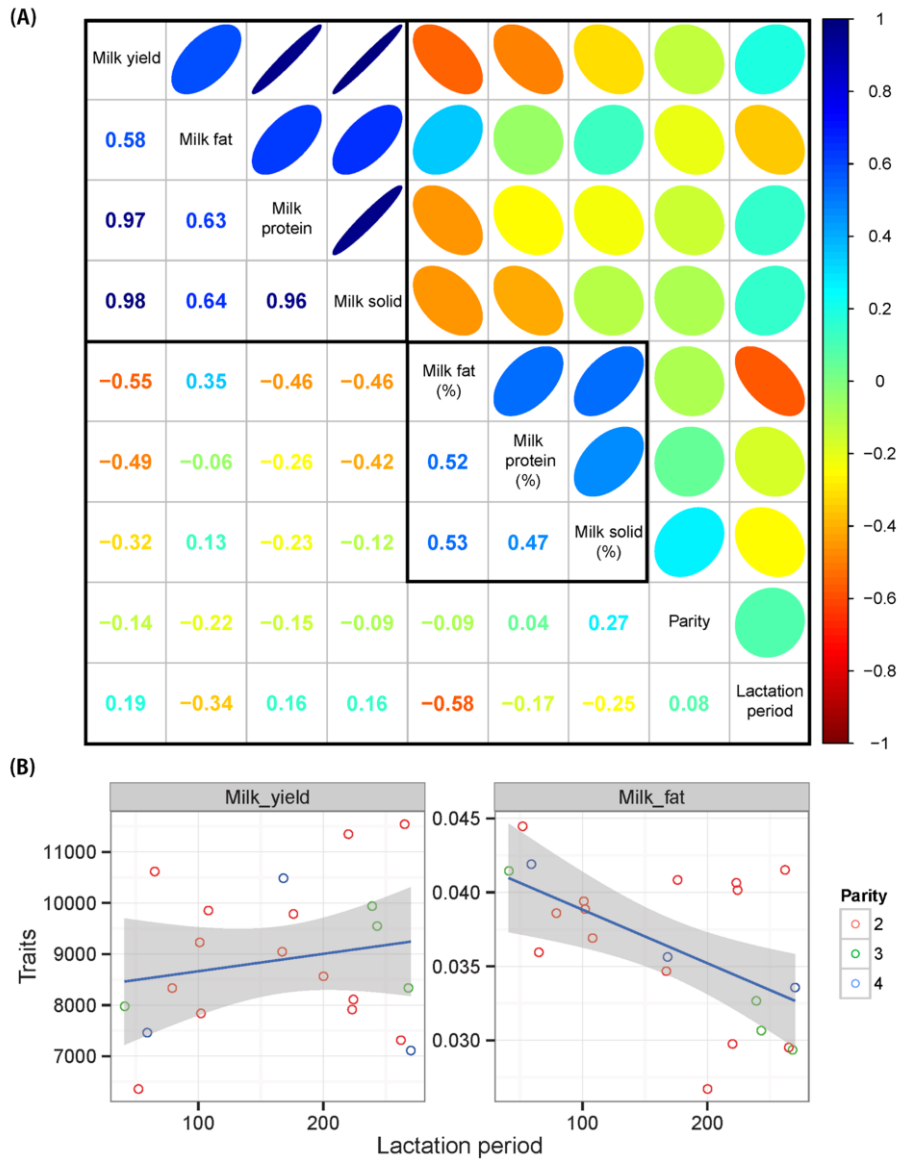 (A)
Milk yield
0.58 Milk fat
0.97 0.63 Milk
protein
0.98 0.64 0.96 Milk solid
−0.55 0.35 −0.46 −0.46 Milk fat
(%)
−0.49 −0.06 −0.26 −0.42 0.52 Milk
protein
(%)
−0.32 0.13 −0.23 −0.12 0.53 0.47 Milk solid
(%)
−0.14 −0.22 −0.15 −0.09 −0.09 0.04 0.27 Parity
0.19 −0.34 0.16 0.16 −0.58 −0.17 −0.25 0.08 Lactation
period
1
0.8
0.6
0.4
0.2
0
−0.2
−0.4
−0.6
−0.8
−1
(B)
Milk_yield
11000
10000
9000
8000
7000
100 200
Traits
Milk_fat
0.045
0.040
0.035
0.030
100 200
Lactation period
Parity
2
3
4